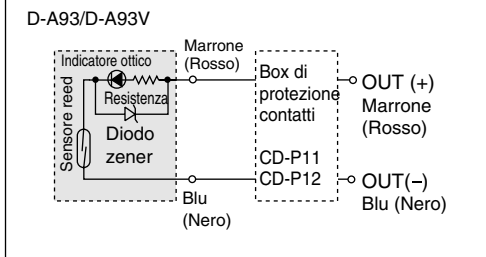 D-A93/D-A93V
Marrone
(Rosso)
Indicatore ottico
Resistenza
Diodo
zener
Sensore reed
Box di
protezione
contatti
CD-P11
CD-P12
OUT (+)
Marrone
(Rosso)
Blu
(Nero)
OUT(−)
Blu (Nero)